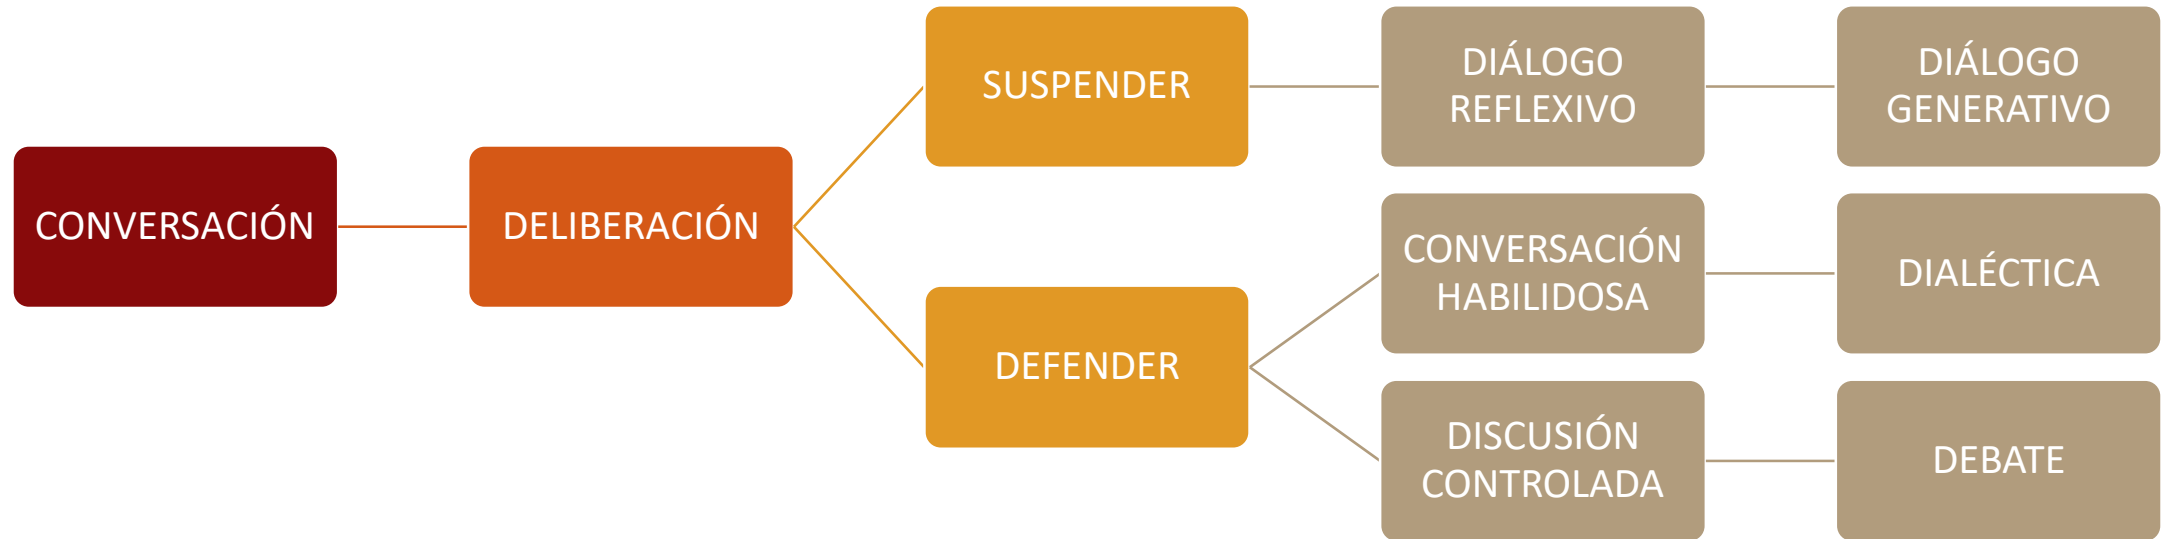 CONVERSACIÓN
DELIBERACIÓN
SUSPENDER
DIÁLOGO
REFLEXIVO
DIÁLOGO
GENERATIVO
DEFENDER
CONVERSACIÓN
HABILIDOSA
DIALÉCTICA
DISCUSIÓN
CONTROLADA
DEBATE